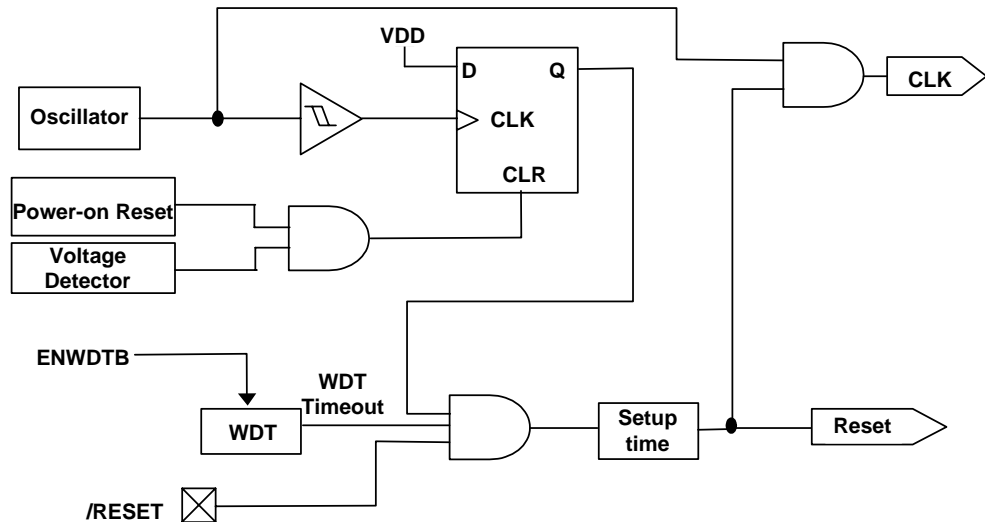 VDD
D
Q
CLK
Oscillator
CLK
CLR
Power-on Reset
Voltage
Detector
ENWDTB
WDT
Timeout
WDT
Setup
time
Reset
/RESET